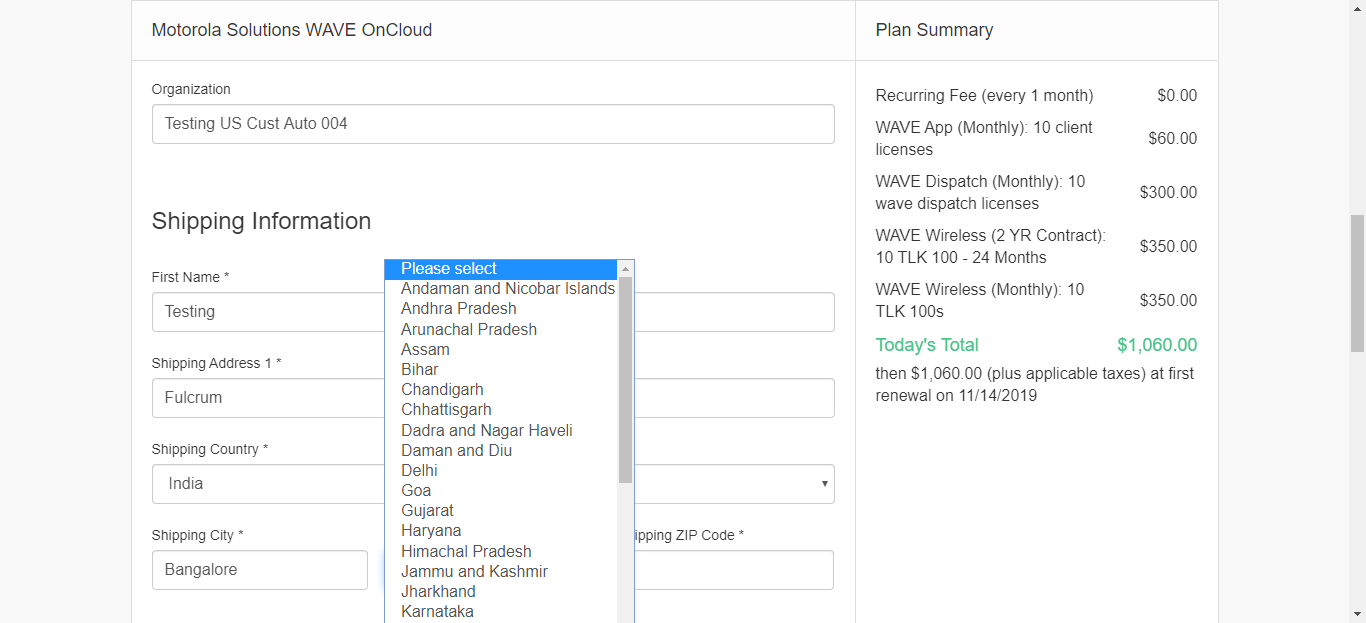 Motorola Solutions WAVE OnCloud
Organization
Testing US Cust Auto 004
Shipping Information
First Name *
Testing
Shipping Address 1 *
Fulcrum
Shipping Country *
India
Shipping City *
Bangalore
Please select
Andaman and Nicobar Islands
Andhra Pradesh
Arunachal Pradesh
Assam
Bihar
Chandigarh
Chhattisgarh
Dadra and Nagar Haveli
Daman and Diu
Delhi
Goa
Gujarat
Haryana
Himachal Pradesh
Jammu and Kashmir
Jharkhand
Karnataka
ipping ZIP Code *
Plan Summary
Recurring Fee (every 1 month) $0.00
WAVE App (Monthly): 10 client
licenses
$60.00
WAVE Dispatch (Monthly): 10
wave dispatch licenses
$300.00
WAVE Wireless (2 YR Contract):
10 TLK 100 - 24 Months
$350.00
WAVE Wireless (Monthly): 10
TLK 100s
$350.00
Today's Total $1,060.00
then $1,060.00 (plus applicable taxes) at first
renewal on 11/14/2019